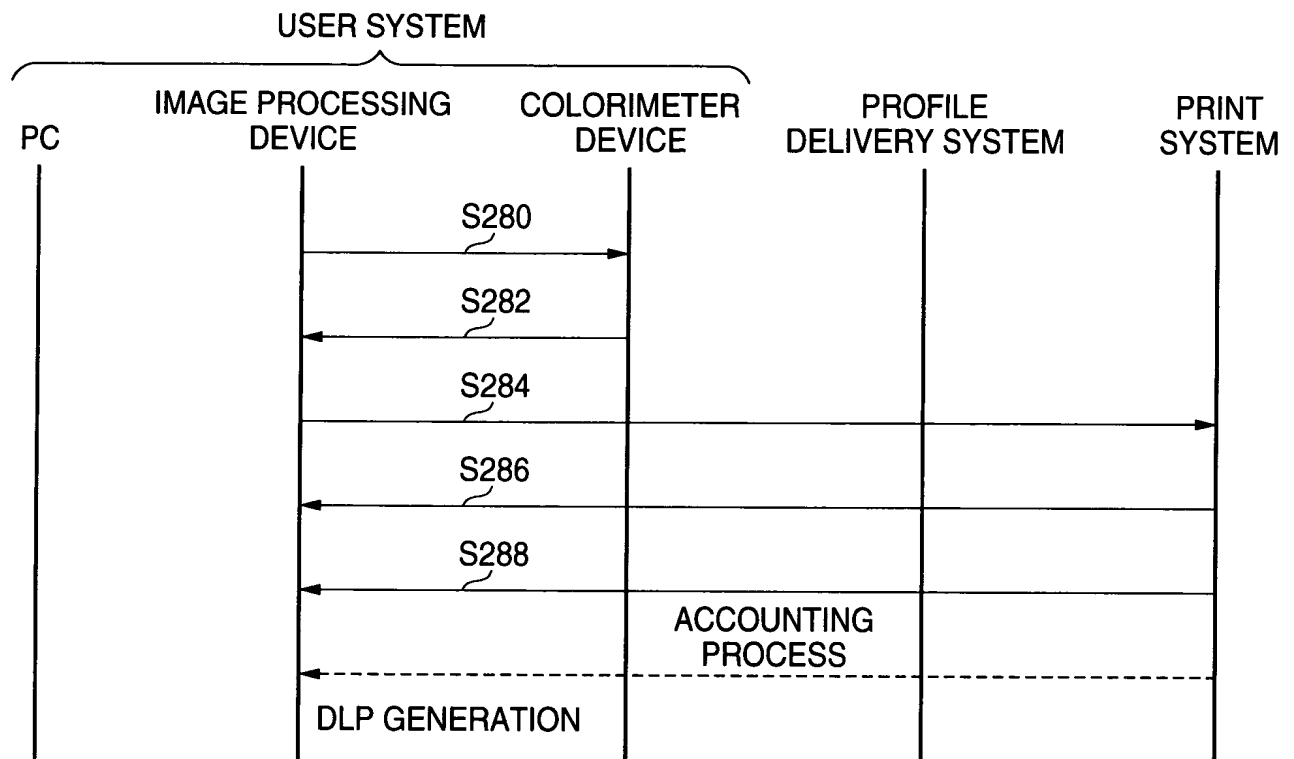 USER SYSTEM
PC
IMAGE PROCESSING
DEVICE
COLORIMETER
DEVICE
PROFILE
DELIVERY SYSTEM
PRINT
SYSTEM
S280
S282
S284
S286
S288
ACCOUNTING
PROCESS
DLP GENERATION